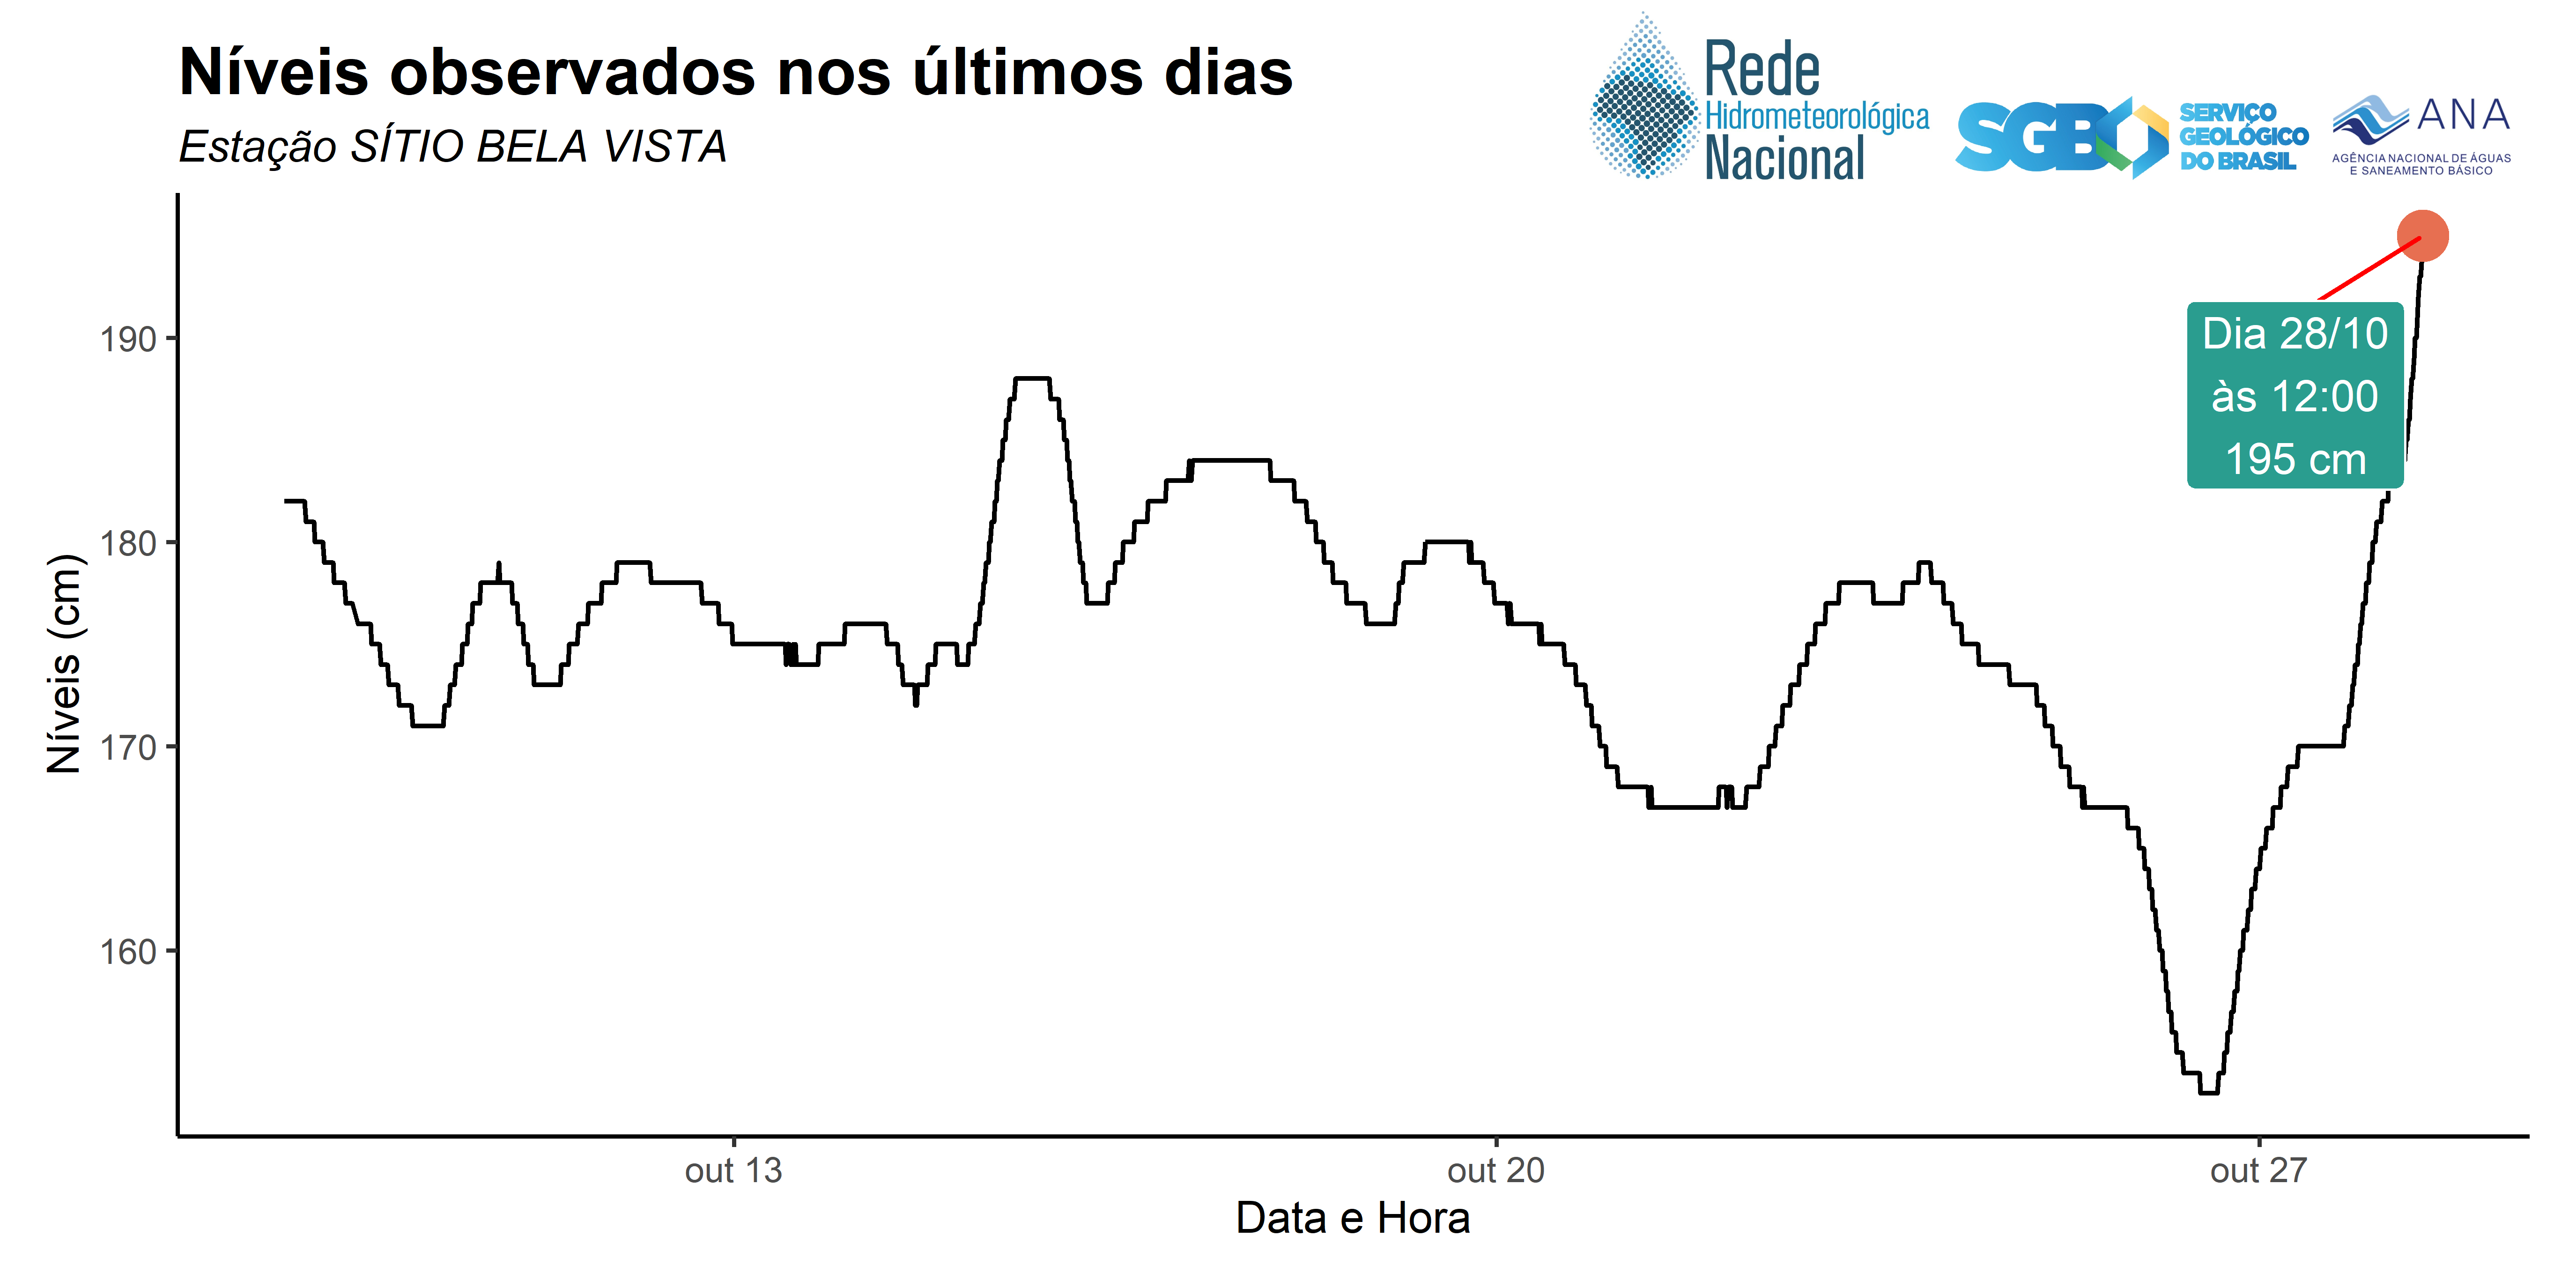 Níveis observados nos últimos dias
Estação SÍTIO BELA VISTA
Rede
Hidrometeorológica
Nacional
SGB
SERVIÇO
GEOLÓGICO
DO BRASIL
ANA
AGÊNCIA NACIONAL DE ÁGUAS
E SANEAMENTO BÁSICO
Níveis (cm)
190
180
170
160
Dia 28/10
às 12:00
195 cm
out 13
out 20
out 27
Data e Hora